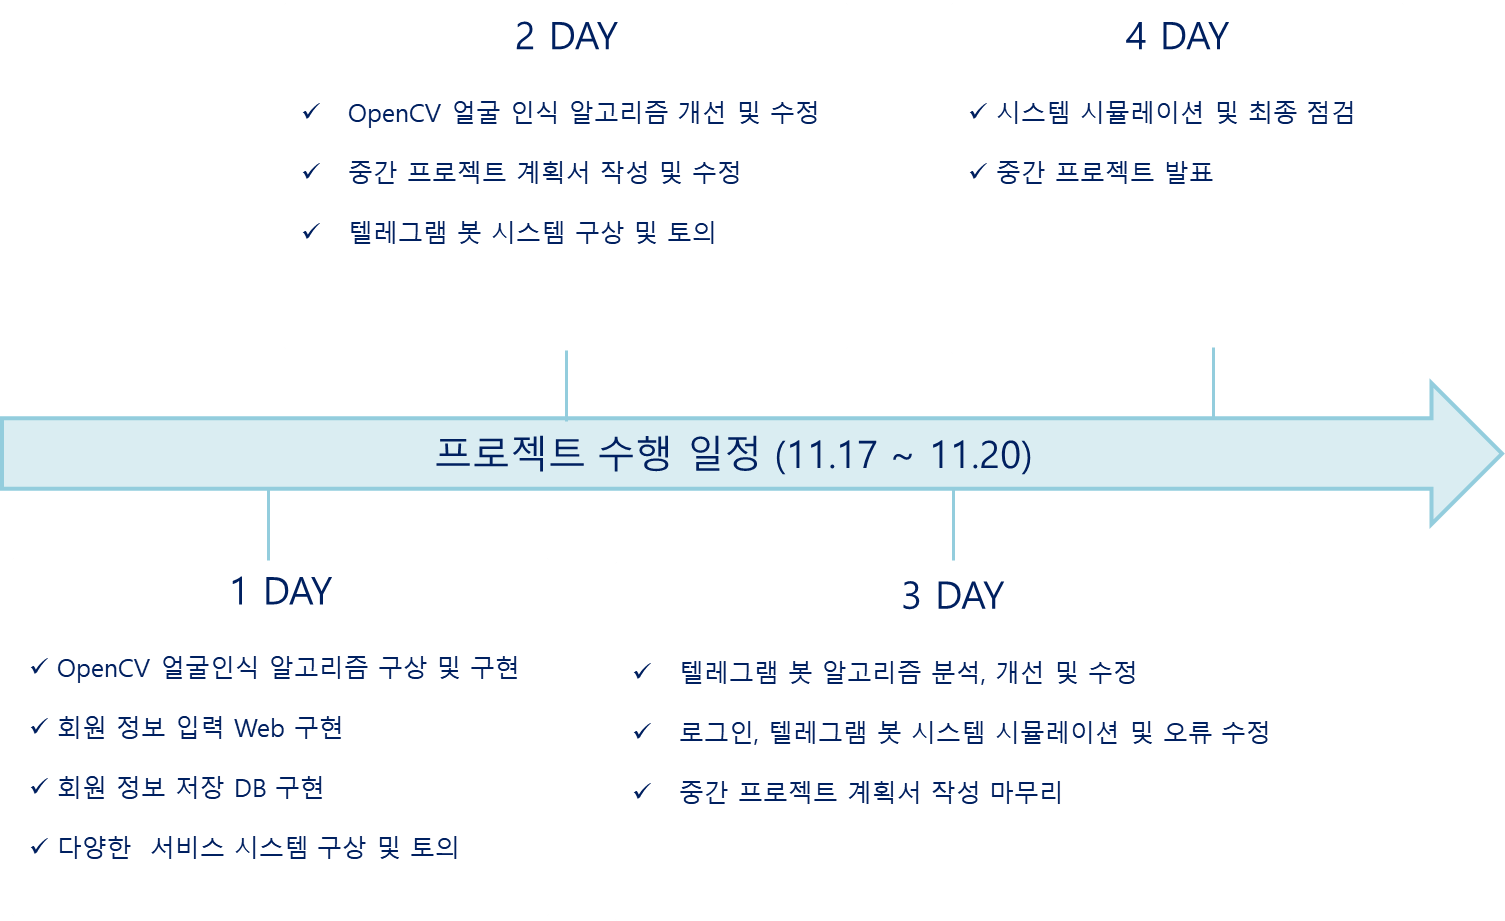 2 DAY
✓ OpenCV 얼굴 인식 알고리즘 개선 및 수정
✓ 중간 프로젝트 계획서 작성 및 수정
✓ 텔레그램 봇 시스템 구상 및 토의
4 DAY
✓ 시스템 시뮬레이션 및 최종 점검
✓ 중간 프로젝트 발표
프로젝트 수행 일정 (11.17 ~ 11.20)
1 DAY
✓ OpenCV 얼굴인식 알고리즘 구상 및 구현
✓ 회원 정보 입력 Web 구현
✓ 회원 정보 저장 DB 구현
✓ 다양한 서비스 시스템 구상 및 토의
3 DAY
✓ 텔레그램 봇 알고리즘 분석, 개선 및 수정
✓ 로그인, 텔레그램 봇 시스템 시뮬레이션 및 오류 수정
✓ 중간 프로젝트 계획서 작성 마무리